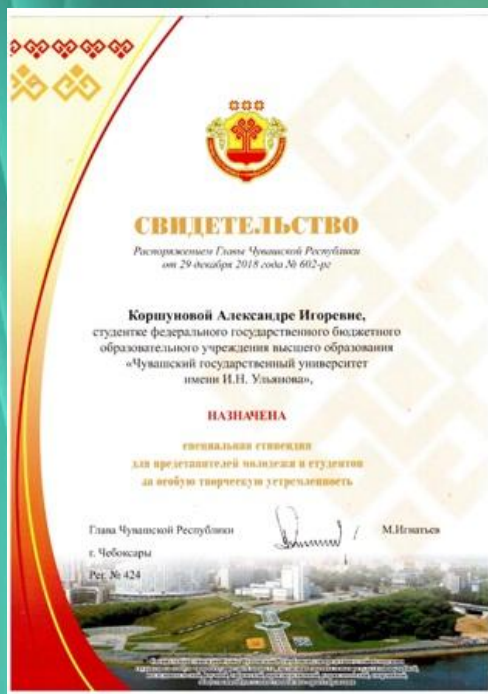 СВИДЕТЕЛЬСТВО
Распоряжением Главы Чувашской Республики
от 29 декабря 2018 года № 602-рг
Коршуновой Александре Игоревне,
студентке федерального государственного бюджетного
образовательного учреждения высшего образования
«Чувашский государственный университет
имени И.Н. Ульянова»,
НАЗНАЧЕНА
специальная стипендия
для представителей молодежи и студентов
за особую творческую устремленность
Глава Чувашской Республики
М.Игнатьев
г. Чебоксары
Рег. № 424